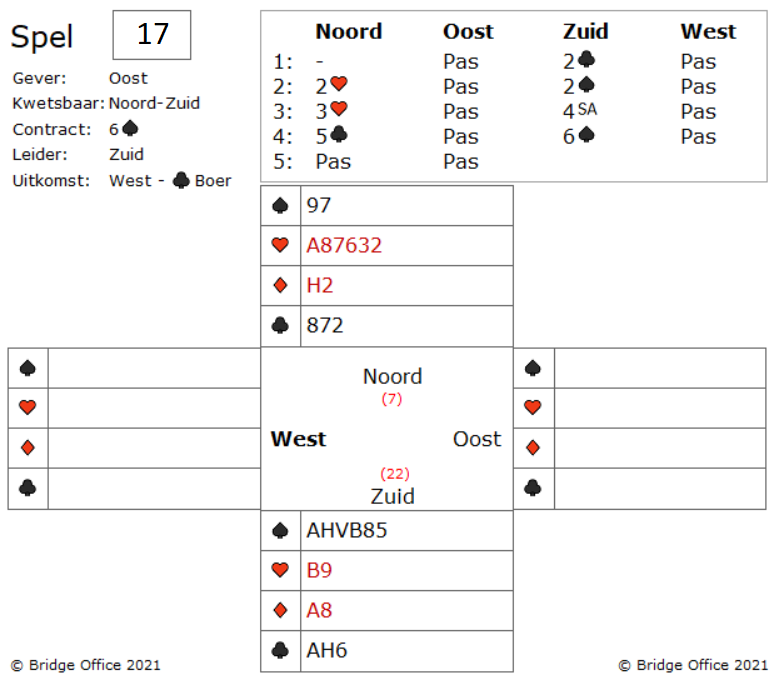 Spel 17
Gever: Oost
Kwetsbaar: Noord-Zuid
Contract: 6♠
Leider: Zuid
Uitkomst: West - ♣ Boer
Noord Oost Zuid West
1: - Pas 2♣ Pas
2: 2♥ Pas 2♠ Pas
3: 3♥ Pas 4SA Pas
4: 5♣ Pas 6♠ Pas
5: Pas Pas
♠ 97
♥ A87632
♦ H2
♣ 872
♠
♥
♦
♣
Noord
(7)
West Oost
(22)
Zuid
♠
♥
♦
♣
♠ AHVB85
♥ B9
♦ A8
♣ AH6
© Bridge Office 2021
© Bridge Office 2021